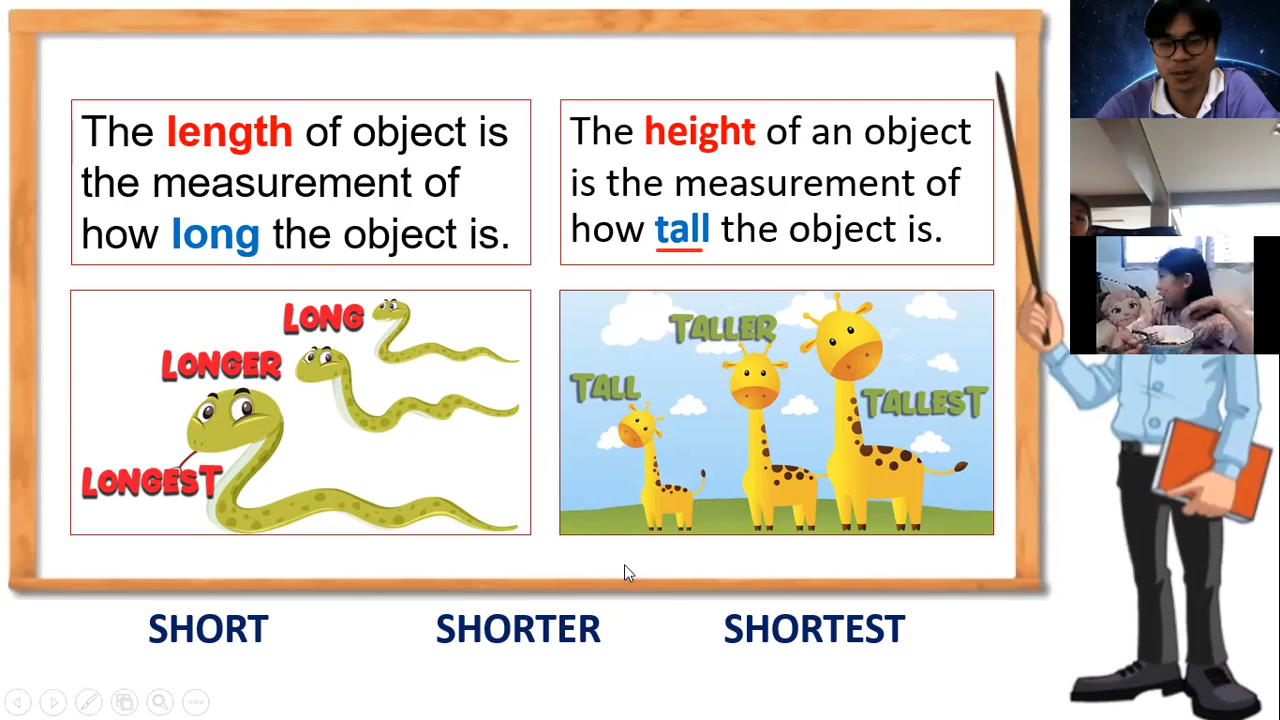 The length of object is
the measurement of
how long the object is.
The height of an object
is the measurement of
how tall the object is.
LONG
LONGER
LONGEST
TALL
TALLER
TALLEST
SHORT SHORTER SHORTEST